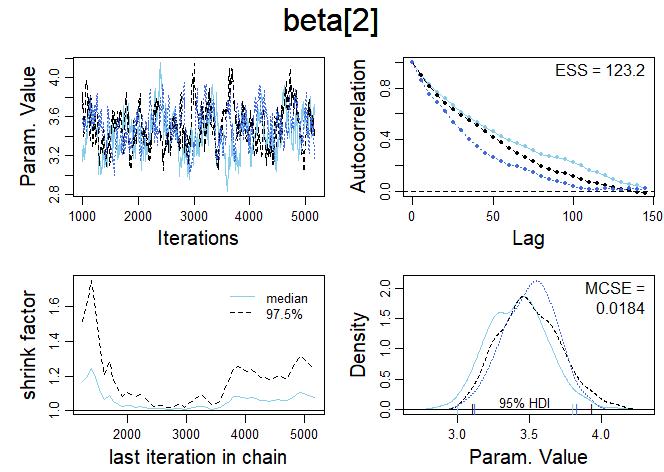 beta[2]
Param. Value
2.8 3.2 3.6 4.0
1000 2000 3000 4000 5000
Iterations
Autocorrelation
0.0 0.4 0.8
ESS = 123.2
0 50 100 150
Lag
shrink factor
1.0 1.2 1.4 1.6
median
97.5%
2000 3000 4000 5000
last iteration in chain
Density
0.0 0.5 1.0 1.5 2.0
MCSE =
0.0184
95% HDI
3.0 3.5 4.0
Param. Value